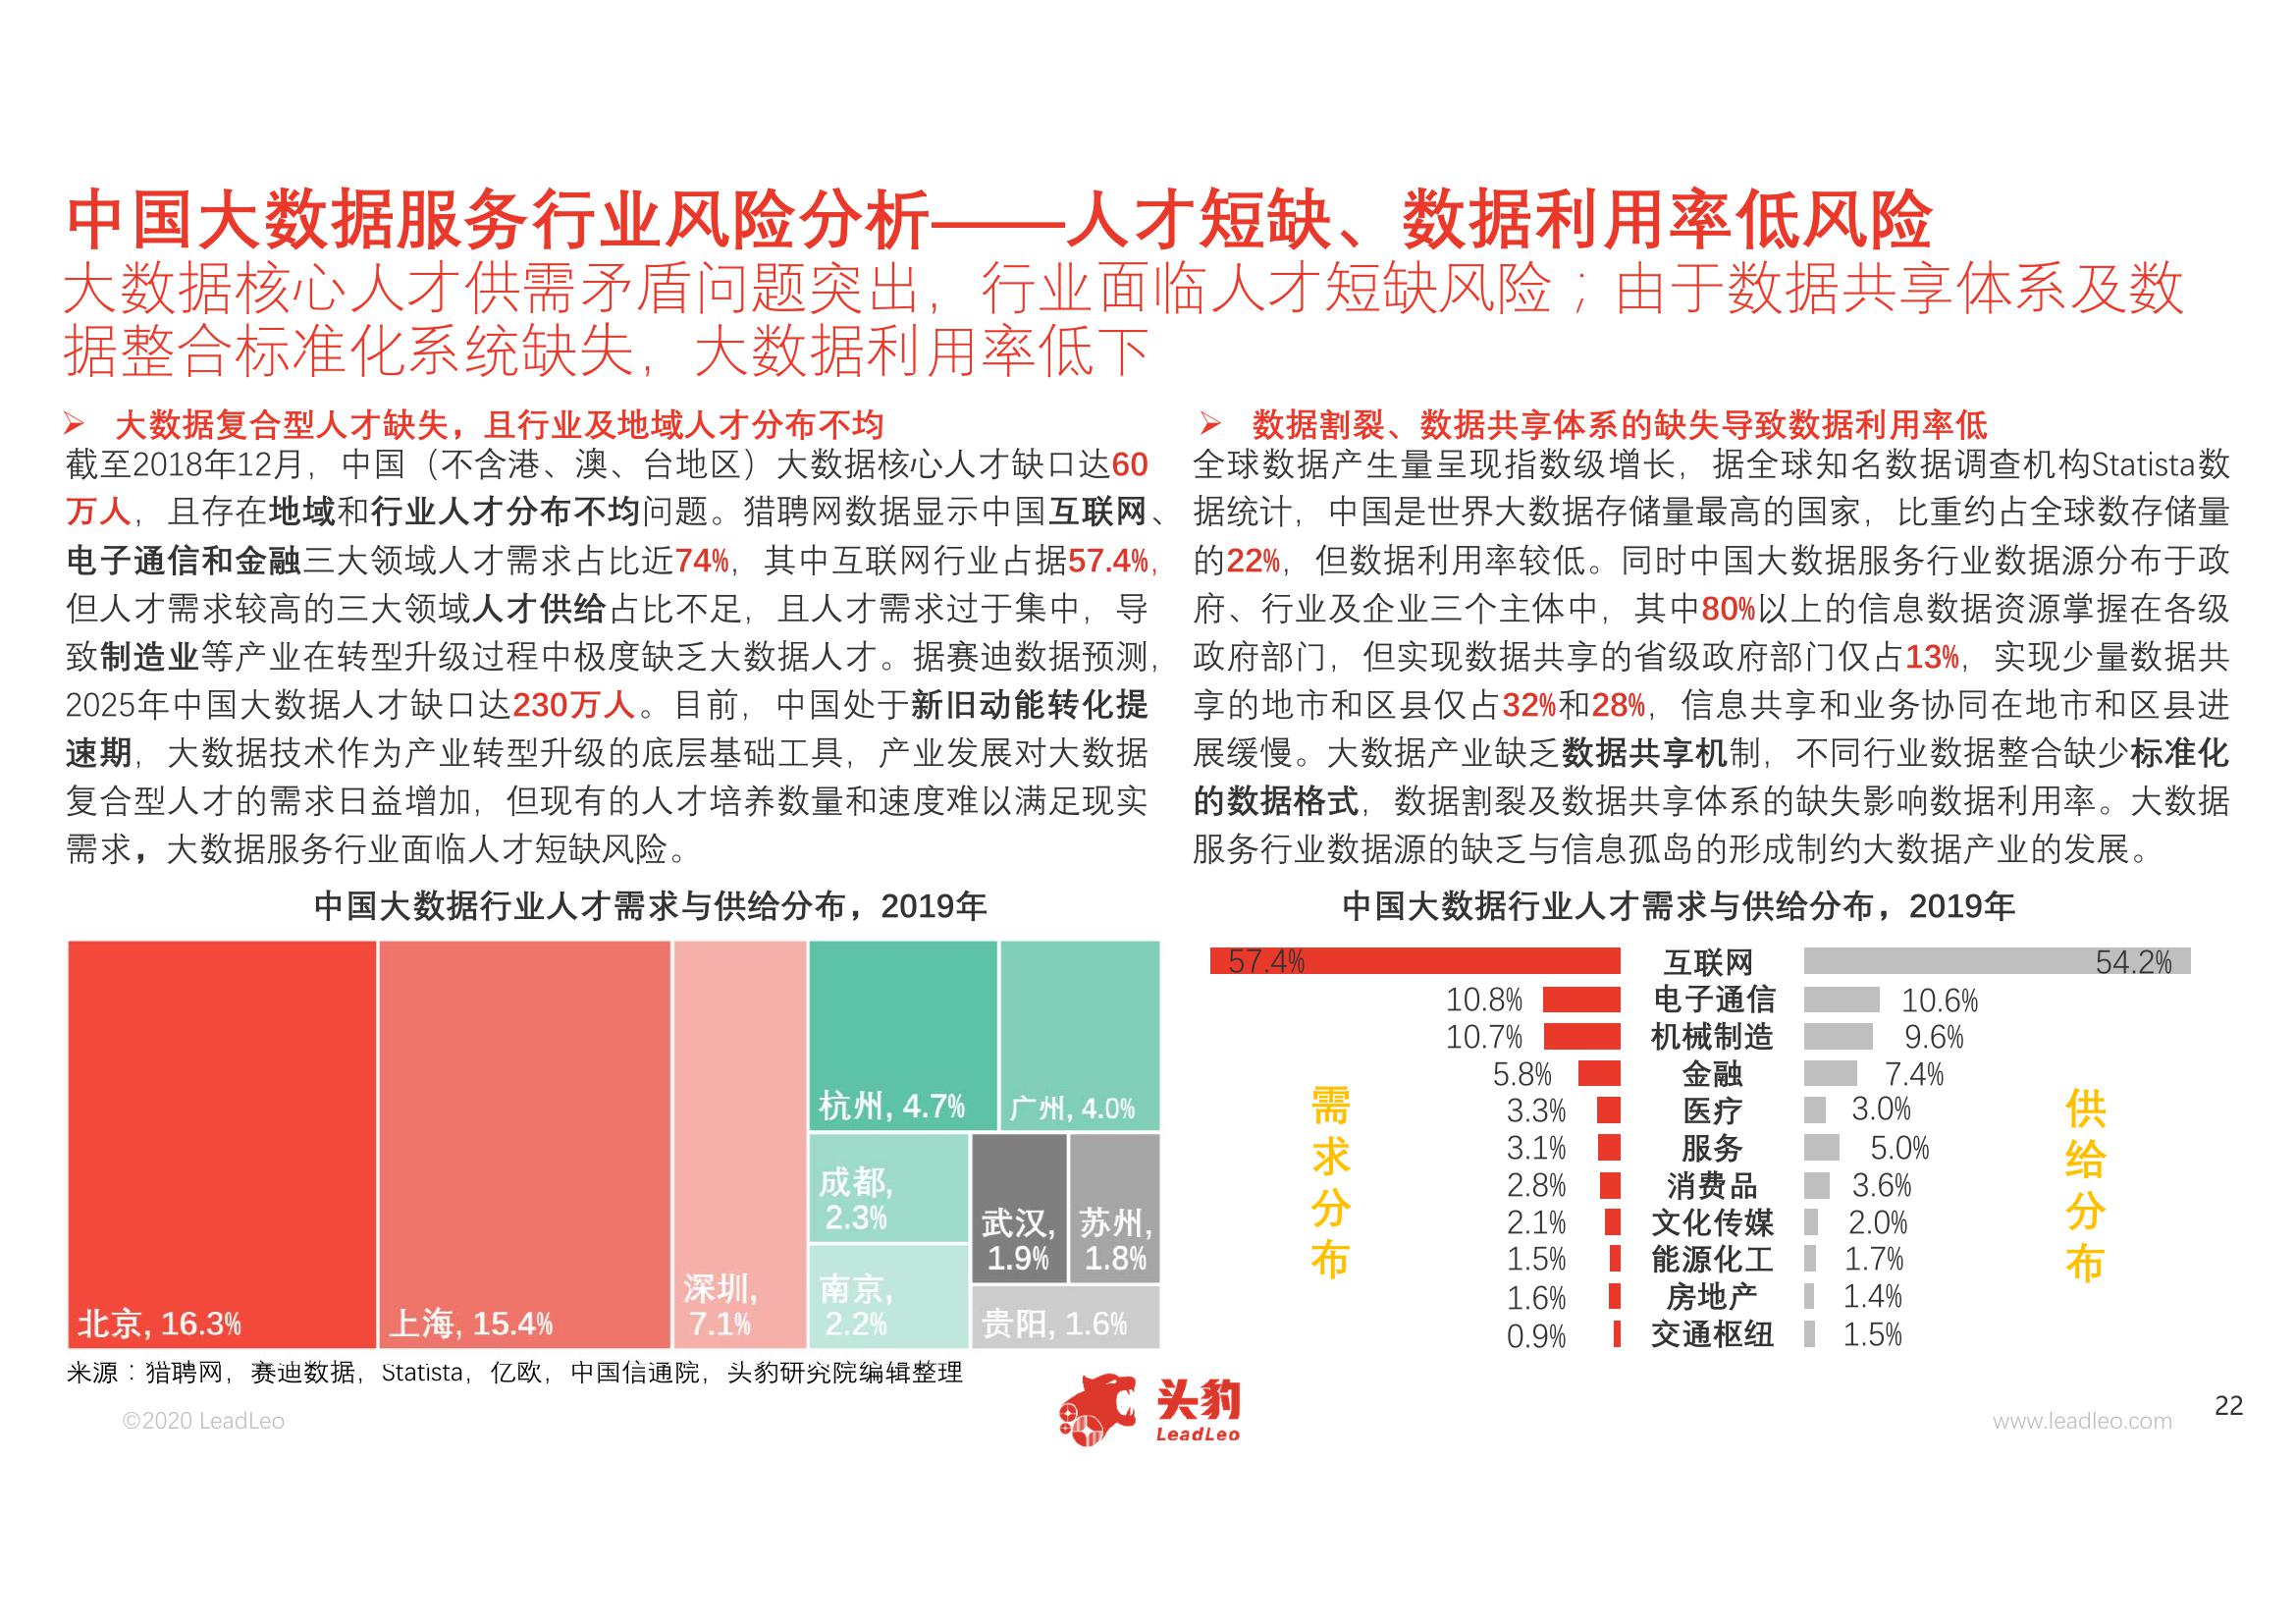 中国大数据服务行业风险分析——人才短缺、数据利用率低风险
大数据核心人才供需矛盾问题突出，行业面临人才短缺风险；由于数据共享体系及数
据整合标准化系统缺失，大数据利用率低下
➢ 大数据复合型人才缺失，且行业及地域人才分布不均
截至2018年12月，中国（不含港、澳、台地区）大数据核心人才缺口达60
万人，且存在地域和行业人才分布不均问题。猎聘网数据显示中国互联网、
电子通信和金融三大领域人才需求占比近74%，其中互联网行业占据57.4%，
但人才需求较高的三大领域人才供给占比不足，且人才需求过于集中，导
致制造业等产业在转型升级过程中极度缺乏大数据人才。据赛迪数据预测，
2025年中国大数据人才缺口达230万人。目前，中国处于新旧动能转化提
速期，大数据技术作为产业转型升级的底层基础工具，产业发展对大数据
复合型人才的需求日益增加，但现有的人才培养数量和速度难以满足现实
需求，大数据服务行业面临人才短缺风险。
➢ 数据割裂、数据共享体系的缺失导致数据利用率低
全球数据产生量呈现指数级增长，据全球知名数据调查机构Statista数
据统计，中国是世界大数据存储量最高的国家，比重约占全球数存储量
的22%，但数据利用率较低。同时中国大数据服务行业数据源分布于政
府、行业及企业三个主体中，其中80%以上的信息数据资源掌握在各级
政府部门，但实现数据共享的省级政府部门仅占13%，实现少量数据共
享的地市和区县仅占32%和28%，信息共享和业务协同在地市和区县进
展缓慢。大数据产业缺乏数据共享机制，不同行业数据整合缺少标准化
的数据格式，数据割裂及数据共享体系的缺失影响数据利用率。大数据
服务行业数据源的缺乏与信息孤岛的形成制约大数据产业的发展。
中国大数据行业人才需求与供给分布，2019年
北京, 16.3%
上海, 15.4%
深圳,
7.1%
杭州, 4.7%
广州, 4.0%
成都,
2.3%
南京,
2.2%
武汉,
1.9%
苏州,
1.8%
贵阳, 1.6%
中国大数据行业人才需求与供给分布，2019年
57.4% 互联网 54.2%
10.8% 电子通信 10.6%
10.7% 机械制造 9.6%
5.8% 金融 7.4%
3.3% 医疗 3.0%
3.1% 服务 5.0%
2.8% 消费品 3.6%
2.1% 文化传媒 2.0%
1.5% 能源化工 1.7%
1.6% 房地产 1.4%
0.9% 交通枢纽 1.5%
需求分布
供给分布
来源：猎聘网，赛迪数据，Statista，亿欧，中国信通院，头豹研究院编辑整理
©2020 LeadLeo
头豹
LeadLeo
www.leadleo.com
22